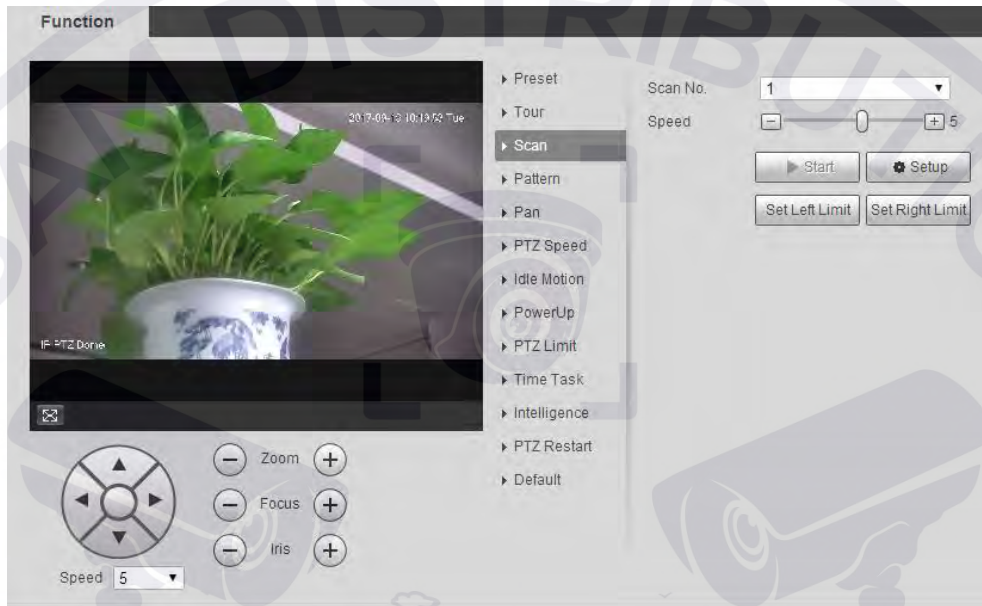 Function
2017-09-12 10:19:52 Tue
IP PTZ Dome
Zoom
Focus
Iris
Speed 5
Preset
Tour
Scan
Pattern
Pan
PTZ Speed
Idle Motion
PowerUp
PTZ Limit
Time Task
Intelligence
PTZ Restart
Default
Scan No. 1
Speed 5
Start Setup
Set Left Limit Set Right Limit